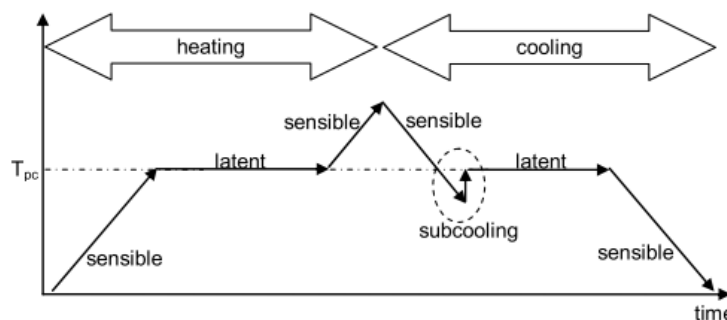 heating
cooling
sensible
sensible
T_pc
latent
latent
subcooling
sensible
sensible
time